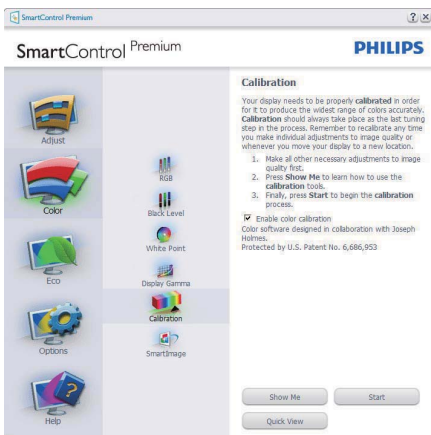 SmartControl Premium
SmartControl Premium
PHILIPS
Adjust
Color
Eco
Options
Help
RGB
Black Level
White Point
Display Gamma
Calibration
SmartImage
Calibration
Your display needs to be properly calibrated in order
for it to produce the widest range of colors accurately.
Calibration should always take place as the last tuning
step in the process. Remember to recalibrate any time
you make individual adjustments to image quality or
whenever you move your display to a new location.
1. Make all other necessary adjustments to image
quality first.
2. Press Show Me to learn how to use the
calibration tools.
3. Finally, press Start to begin the calibration
process.
Enable color calibration
Color software designed in collaboration with Joseph
Holmes.
Protected by U.S. Patent No. 6,686,953
Show Me
Start
Quick View